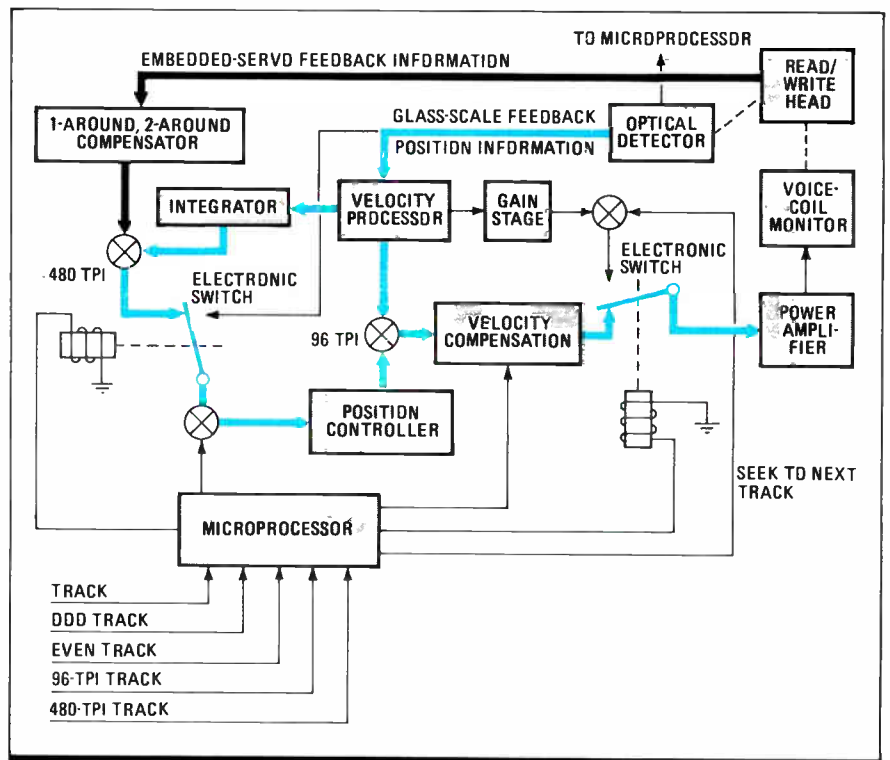 TO MICROPROCESSOR
EMBEDDED-SERVO FEEDBACK INFORMATION
READ/
WRITE
HEAD
1-AROUND, 2-AROUND
COMPENSATOR
GLASS-SCALE FEEDBACK
POSITION INFORMATION
OPTICAL
DETECTOR
INTEGRATOR
VELOCITY
PROCESSOR
GAIN
STAGE
VOICE-
COIL
MONITOR
480 TPI
ELECTRONIC
SWITCH
ELECTRONIC
SWITCH
96 TPI
VELOCITY
COMPENSATION
POWER
AMPLI-
FIER
POSITION
CONTROLLER
SEEK TO NEXT
TRACK
MICROPROCESSOR
TRACK
ODD TRACK
EVEN TRACK
96-TPI TRACK
480-TPI TRACK